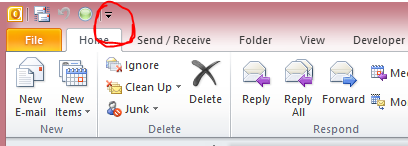 File Home Send / Receive Folder View Developer
New E-mail
New Items
Ignore
Clean Up
Junk
Delete
Reply
Reply All
Forward
Mo
New Delete Respond